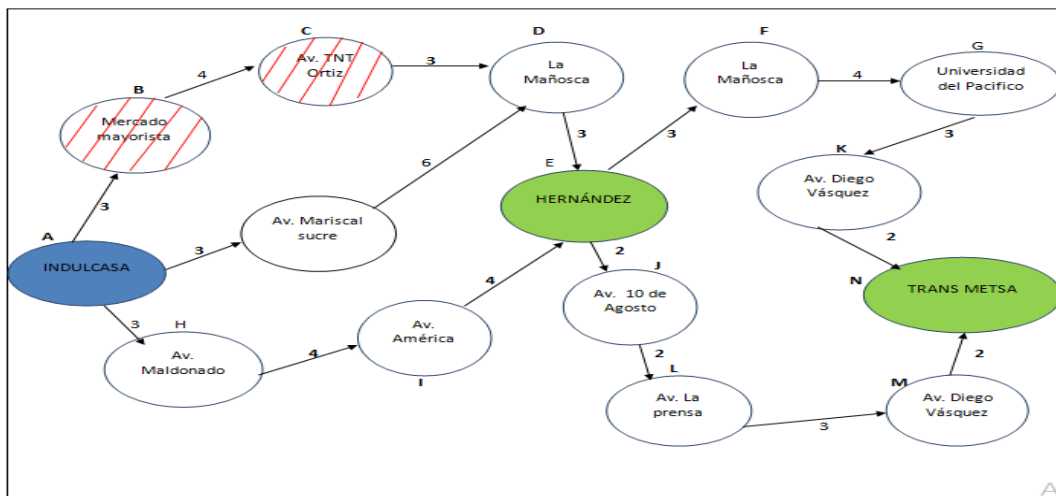 C
Av. TNT
Ortiz
D
La
Mañosca
F
La
Mañosca
G
Universidad
del Pacifico
B
Mercado
mayorista
4
3
4
3
6
3
3
3
K
Av. Diego
Vásquez
E
HERNÁNDEZ
Av. Mariscal
sucre
A
INDULCASA
3
3
4
2
2
N
TRANS METSA
J
Av. 10 de
Agosto
H
Av.
Maldonado
4
Av.
América
I
2
L
Av. La
prensa
3
2
M
Av. Diego
Vásquez
A